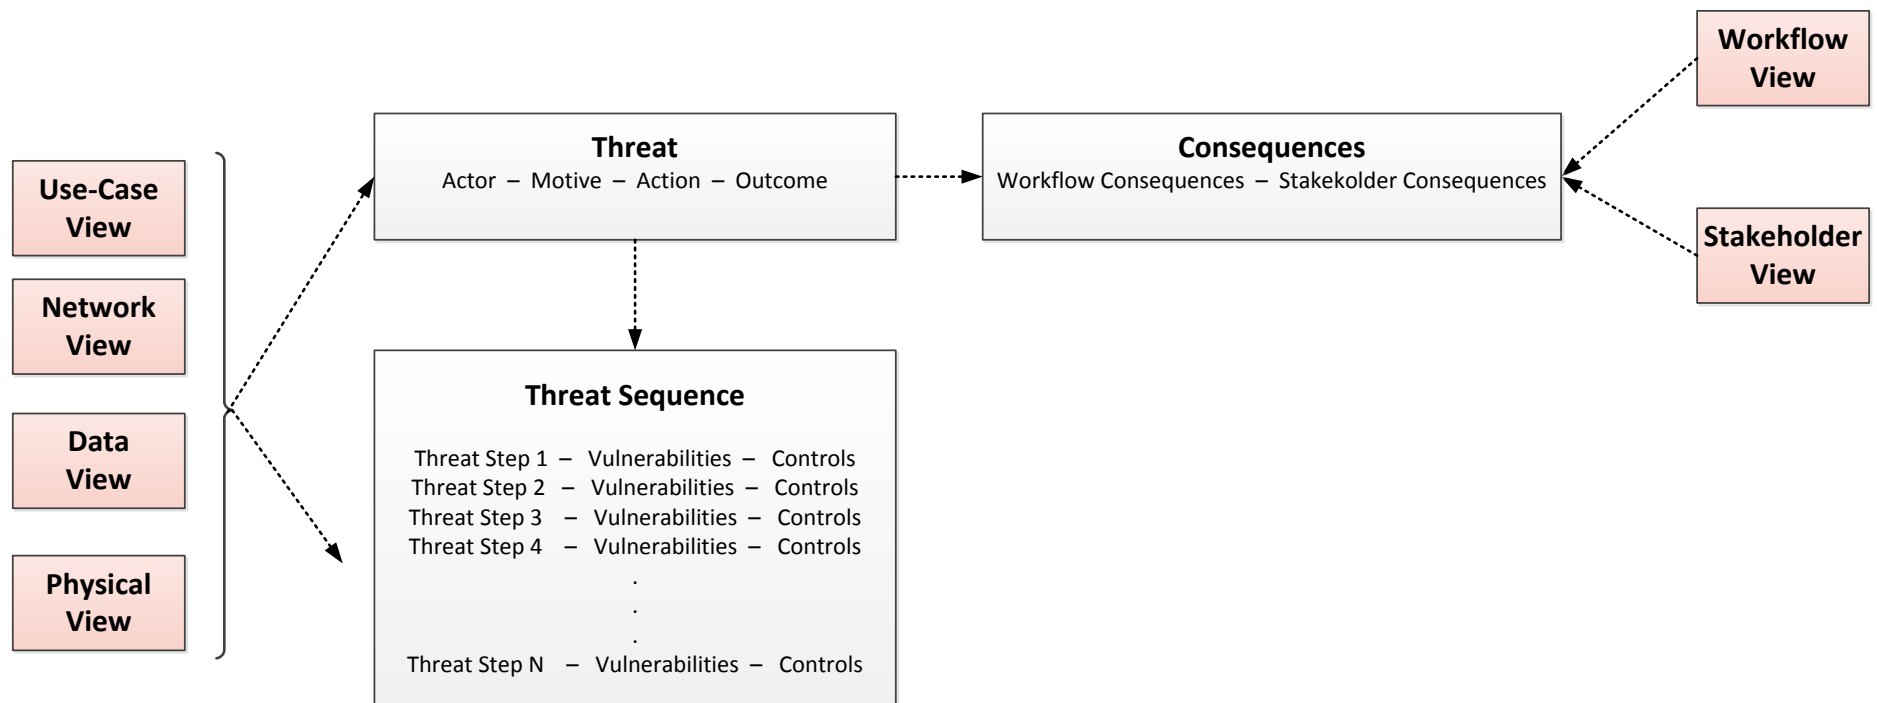 Use-Case
View
Network
View
Data
View
Physical
View
Threat
Actor – Motive – Action – Outcome
Threat Sequence
Threat Step 1 – Vulnerabilities – Controls
Threat Step 2 – Vulnerabilities – Controls
Threat Step 3 – Vulnerabilities – Controls
Threat Step 4 – Vulnerabilities – Controls
.
.
.
Threat Step N – Vulnerabilities – Controls
Consequences
Workflow Consequences – Stakekolder Consequences
Workflow
View
Stakeholder
View